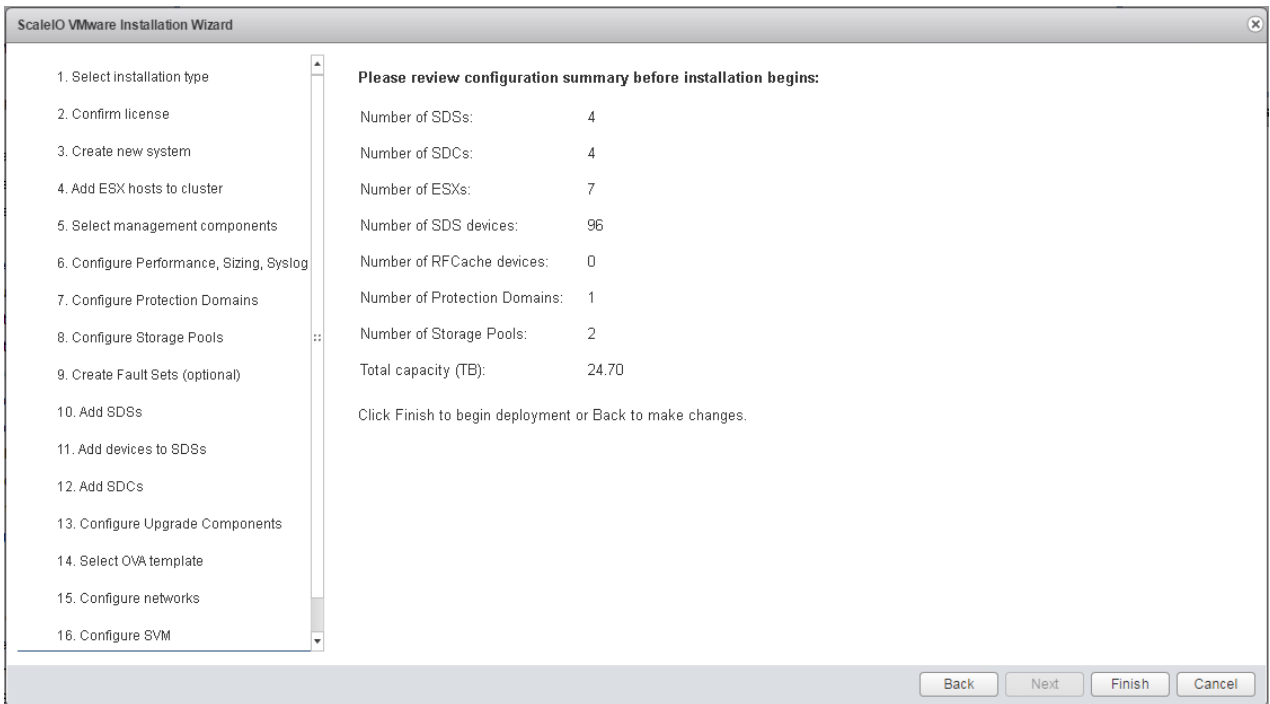 ScaleIO VMware Installation Wizard
1. Select installation type
2. Confirm license
3. Create new system
4. Add ESX hosts to cluster
5. Select management components
6. Configure Performance, Sizing, Syslog
7. Configure Protection Domains
8. Configure Storage Pools
9. Create Fault Sets (optional)
10. Add SDSs
11. Add devices to SDSs
12. Add SDCs
13. Configure Upgrade Components
14. Select OVA template
15. Configure networks
16. Configure SVM
Please review configuration summary before installation begins:
Number of SDSs: 4
Number of SDCs: 4
Number of ESXs: 7
Number of SDS devices: 96
Number of RFCache devices: 0
Number of Protection Domains: 1
Number of Storage Pools: 2
Total capacity (TB): 24.70
Click Finish to begin deployment or Back to make changes.
Back Next Finish Cancel